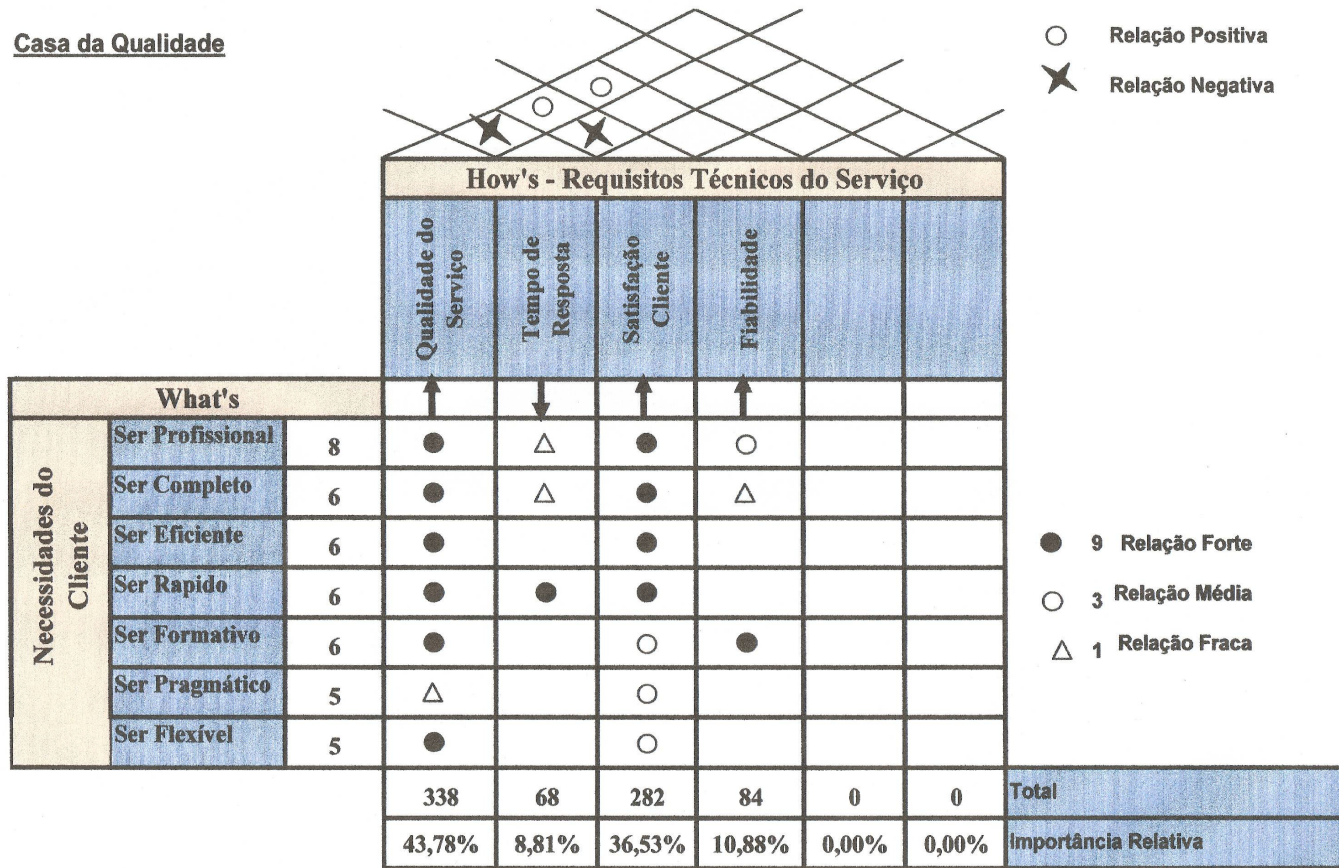 Casa da Qualidade
Relação Positiva
Relação Negativa
How's - Requisitos Técnicos do Serviço
Qualidade do
Serviço
Tempo de
Resposta
Satisfação
Cliente
Fiabilidade
What's
Necessidades do
Cliente
Ser Profissional 8
Ser Completo 6
Ser Eficiente 6
Ser Rapido 6
Ser Formativo 6
Ser Pragmático 5
Ser Flexível 5
9 Relação Forte
3 Relação Média
1 Relação Fraca
338 68 282 84 0 0 Total
43,78% 8,81% 36,53% 10,88% 0,00% 0,00% Importância Relativa